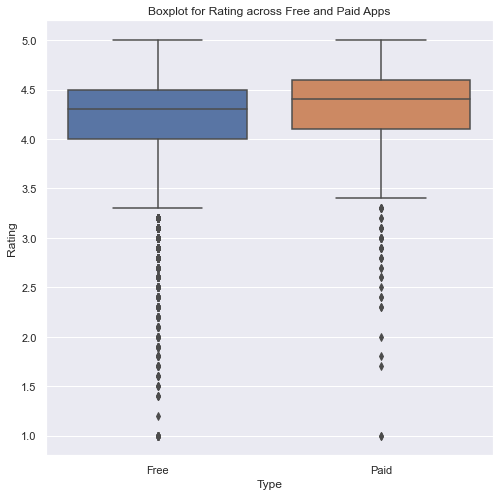 Boxplot for Rating across Free and Paid Apps
5.0
4.5
4.0
3.5
3.0
2.5
2.0
1.5
1.0
Rating
Free
Paid
Type